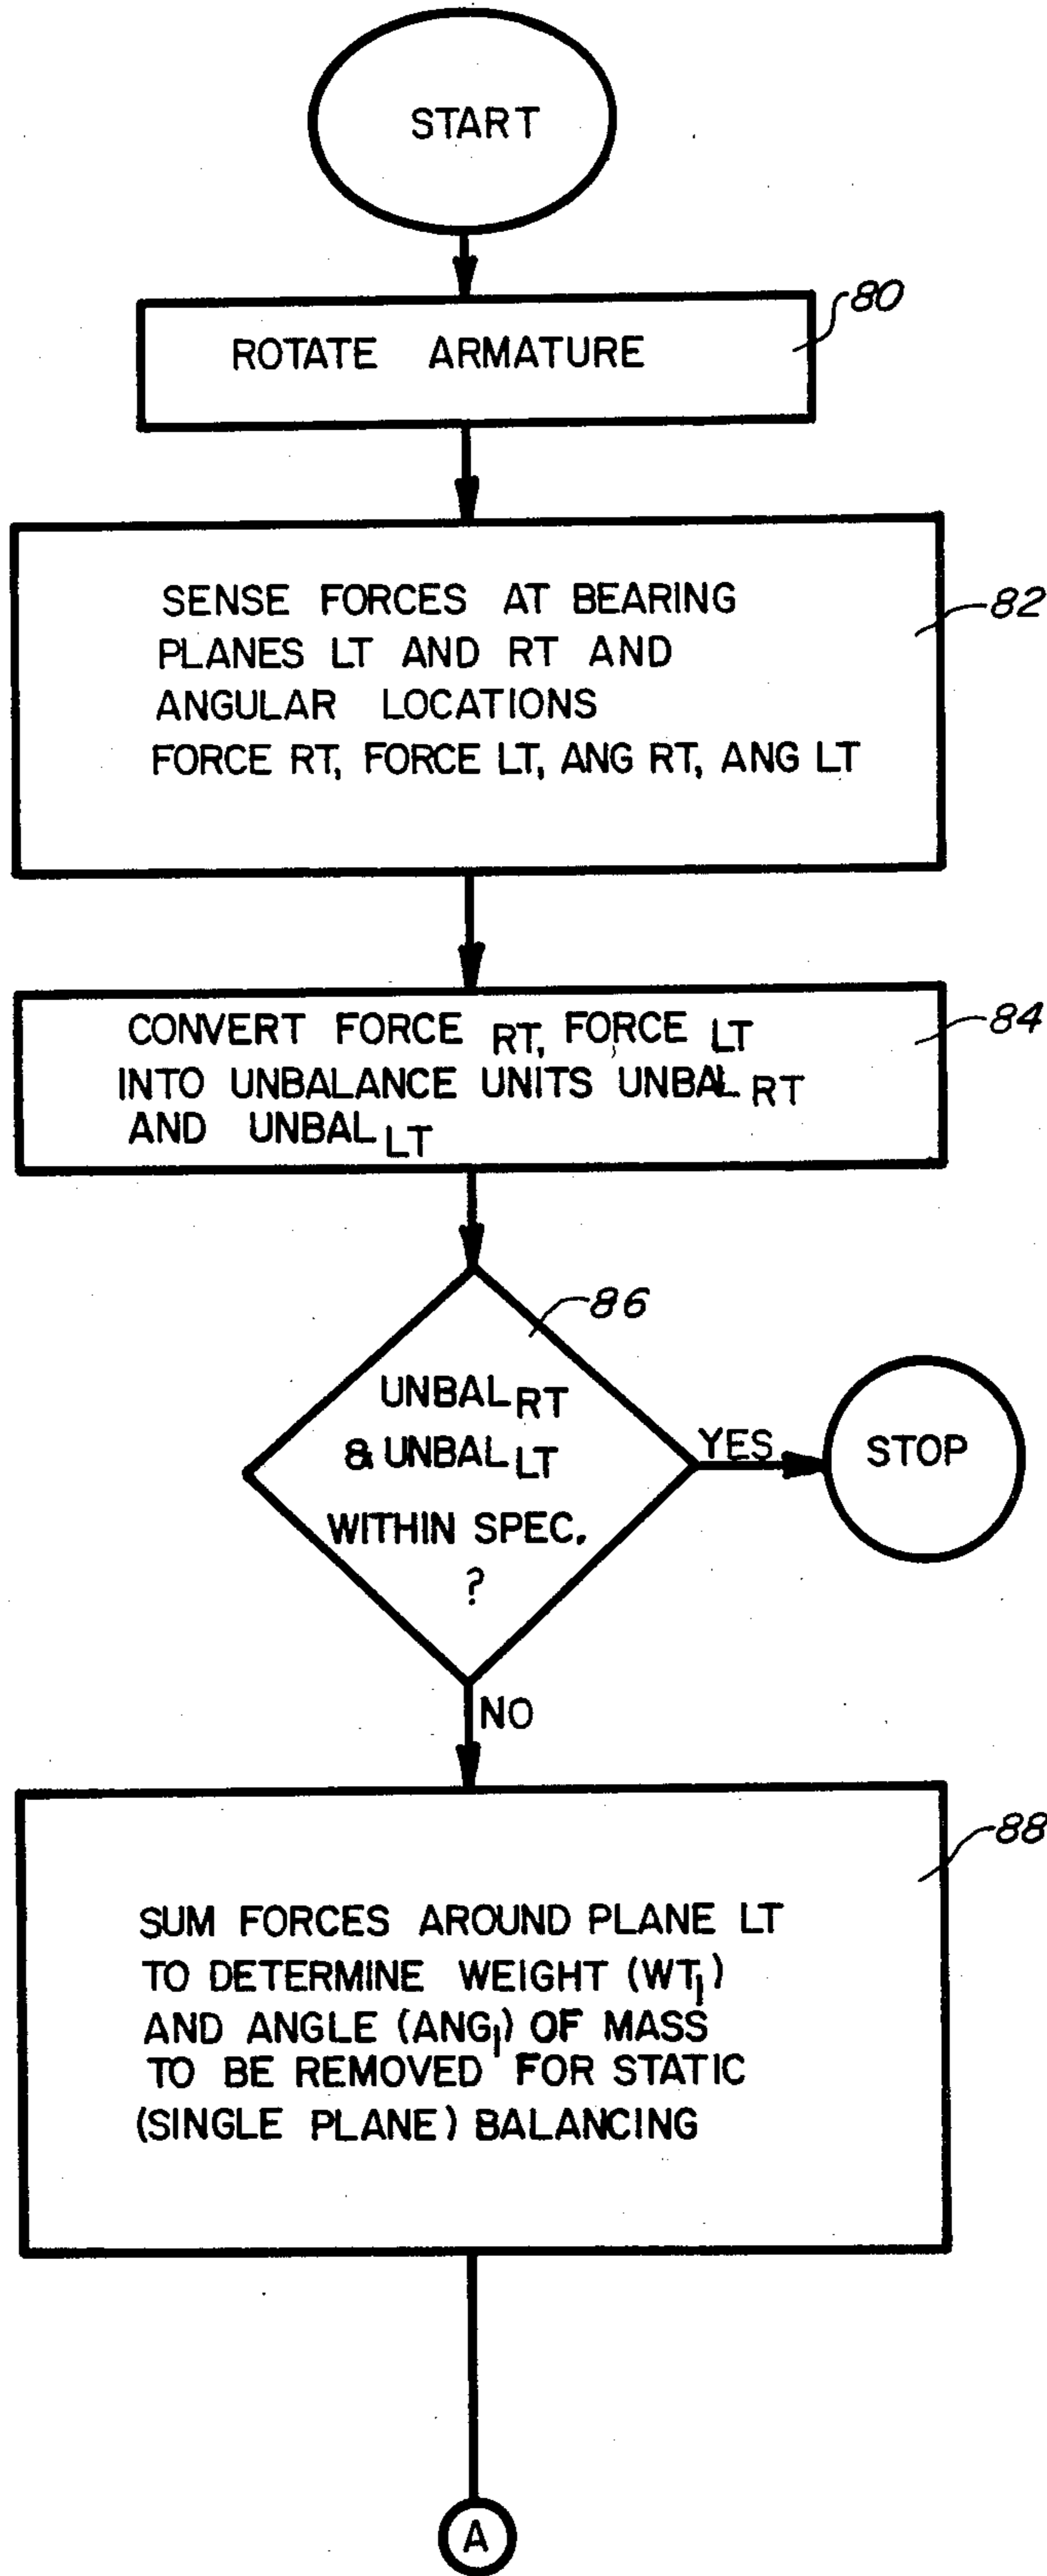 START
80
ROTATE ARMATURE
82
SENSE FORCES AT BEARING
PLANES LT AND RT AND
ANGULAR LOCATIONS
FORCE RT, FORCE LT, ANG RT, ANG LT
84
CONVERT FORCE RT, FORCE LT
INTO UNBALANCE UNITS UNBAL RT
AND UNBAL LT
86
UNBAL RT
& UNBAL LT
WITHIN SPEC.
?
YES
STOP
NO
88
SUM FORCES AROUND PLANE LT
TO DETERMINE WEIGHT (WT1)
AND ANGLE (ANG1) OF MASS
TO BE REMOVED FOR STATIC
(SINGLE PLANE) BALANCING
A